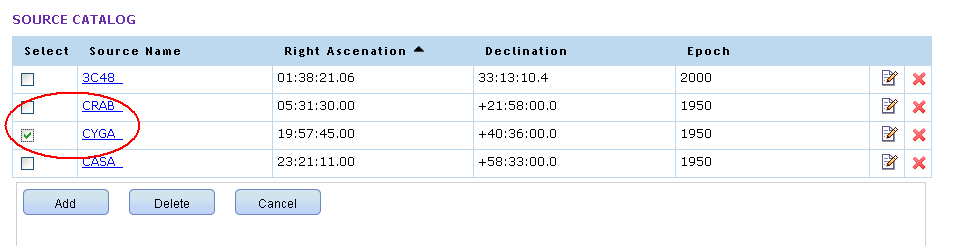 SOURCE CATALOG
Select Source Name Right Ascenation Declination Epoch
3C48 01:38:21.06 33:13:10.4 2000
CRAB 05:31:30.00 +21:58:00.0 1950
CYGA 19:57:45.00 +40:36:00.0 1950
CASA 23:21:11.00 +58:33:00.0 1950
Add Delete Cancel